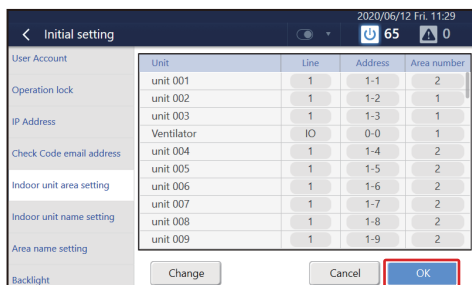 2020/06/12 Fri. 11:29
Initial setting 65 0
User Account
Operation lock
IP Address
Check Code email address
Indoor unit area setting
Indoor unit name setting
Area name setting
Backlight
Unit Line Address Area number
unit 001 1 1-1 2
unit 002 1 1-2 1
unit 003 1 1-3 1
Ventilator IO 0-0 1
unit 004 1 1-4 2
unit 005 1 1-5 2
unit 006 1 1-6 2
unit 007 1 1-7 2
unit 008 1 1-8 2
unit 009 1 1-9 2
Change Cancel OK